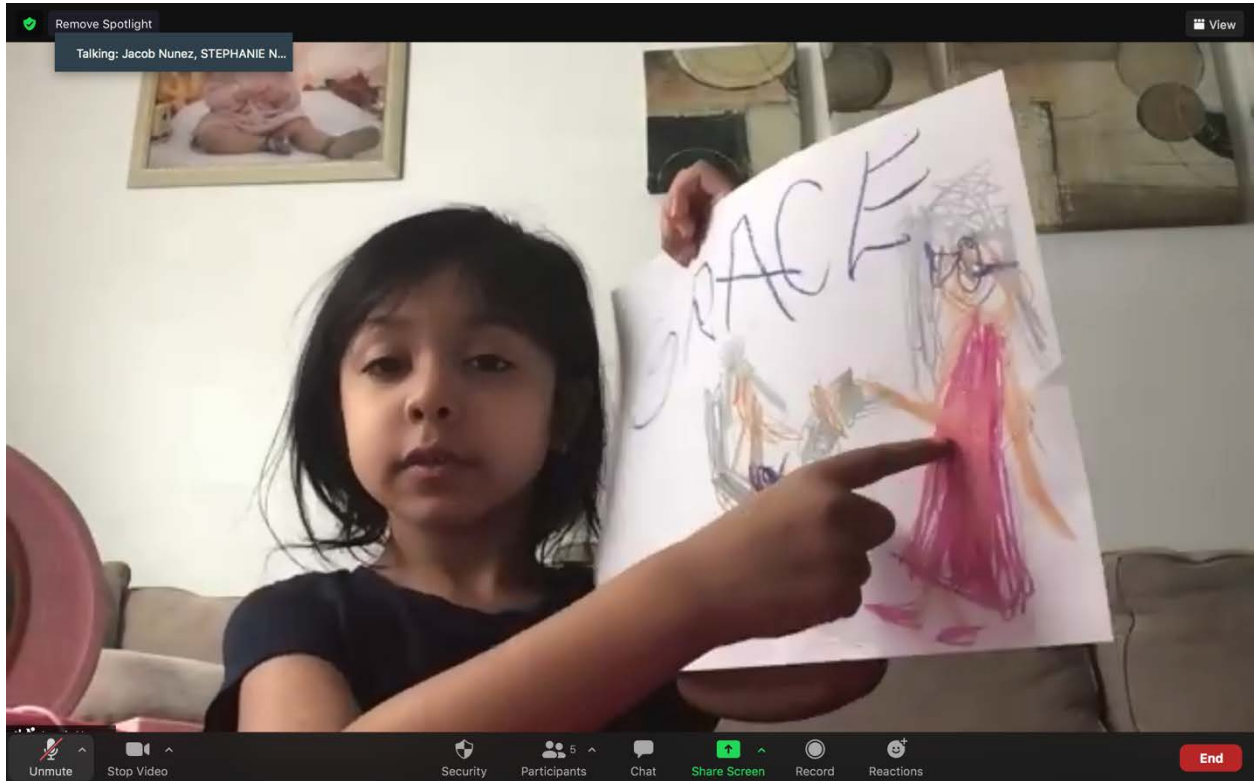 Remove Spotlight
View
Talking: Jacob Nunez, STEPHANIE N...
GRACE
5
Unmute
Stop Video
Security
Participants
Chat
Share Screen
Record
Reactions
End